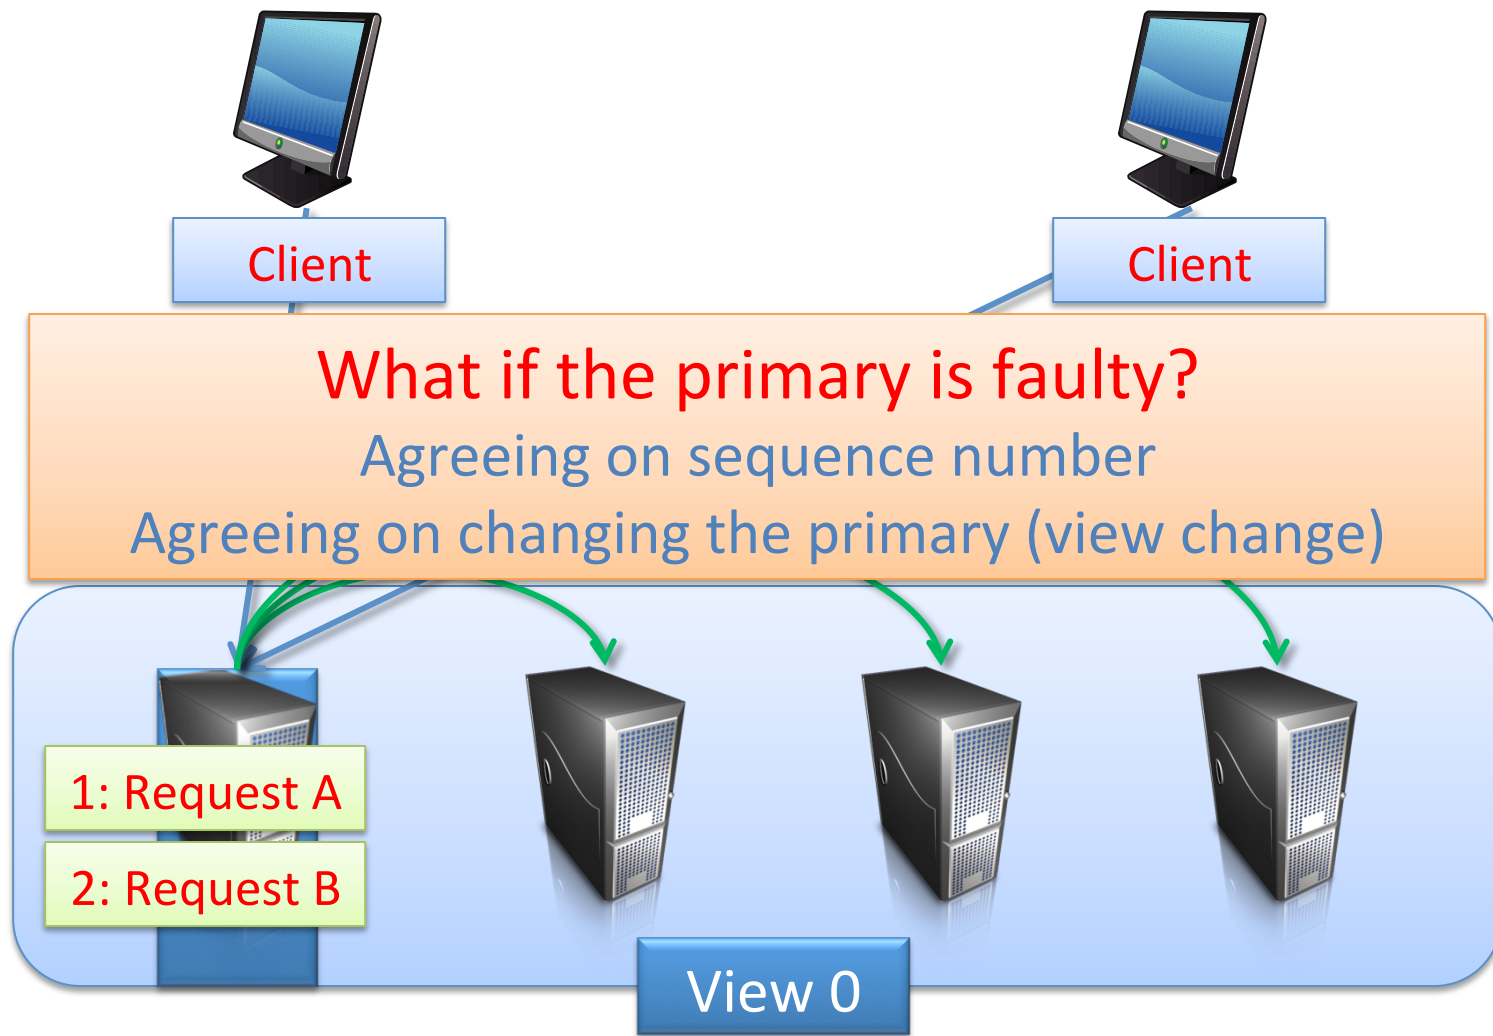 Client
Client
What if the primary is faulty?
Agreeing on sequence number
Agreeing on changing the primary (view change)
1: Request A
2: Request B
View 0